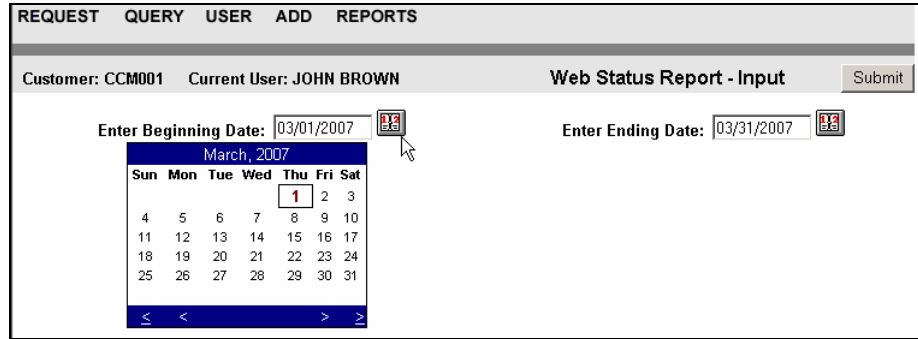 REQUEST QUERY USER ADD REPORTS
Customer: CCM001 Current User: JOHN BROWN Web Status Report - Input Submit
Enter Beginning Date: 03/01/2007 Enter Ending Date: 03/31/2007
March, 2007
Sun Mon Tue Wed Thu Fri Sat
1 2 3
4 5 6 7 8 9 10
11 12 13 14 15 16 17
18 19 20 21 22 23 24
25 26 27 28 29 30 31
< < > >